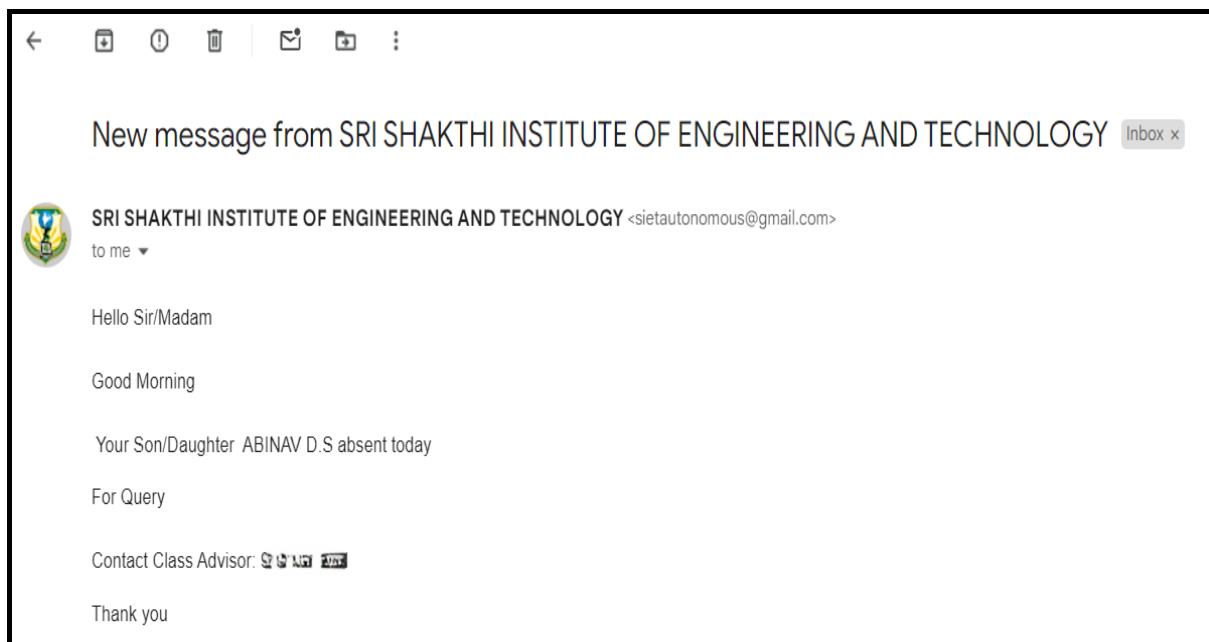 New message from SRI SHAKTHI INSTITUTE OF ENGINEERING AND TECHNOLOGY Inbox ×
SRI SHAKTHI INSTITUTE OF ENGINEERING AND TECHNOLOGY <sietautonomous@gmail.com>
to me
Hello Sir/Madam
Good Morning
Your Son/Daughter ABINAV D.S absent today
For Query
Contact Class Advisor:
Thank you